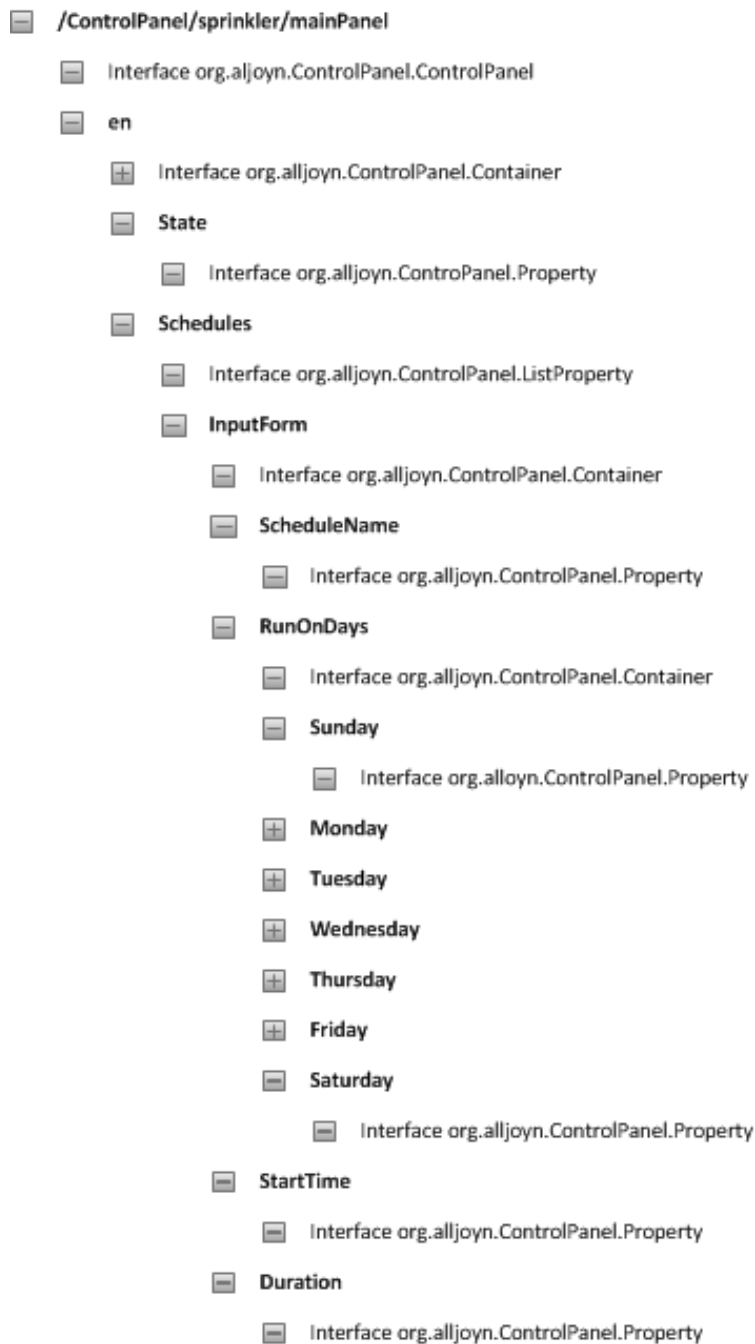 /ControlPanel/sprinkler/mainPanel
Interface org.aljoyn.ControlPanel.ControlPanel
en
Interface org.alljoyn.ControlPanel.Container
State
Interface org.alljoyn.ControPanel.Property
Schedules
Interface org.alljoyn.ControlPanel.ListProperty
InputForm
Interface org.alljoyn.ControlPanel.Container
ScheduleName
Interface org.alljoyn.ControlPanel.Property
RunOnDays
Interface org.alljoyn.ControlPanel.Container
Sunday
Interface org.alloyn.ControlPanel.Property
Monday
Tuesday
Wednesday
Thursday
Friday
Saturday
Interface org.alljoyn.ControlPanel.Property
StartTime
Interface org.alljoyn.ControlPanel.Property
Duration
Interface org.alljoyn.ControlPanel.Property